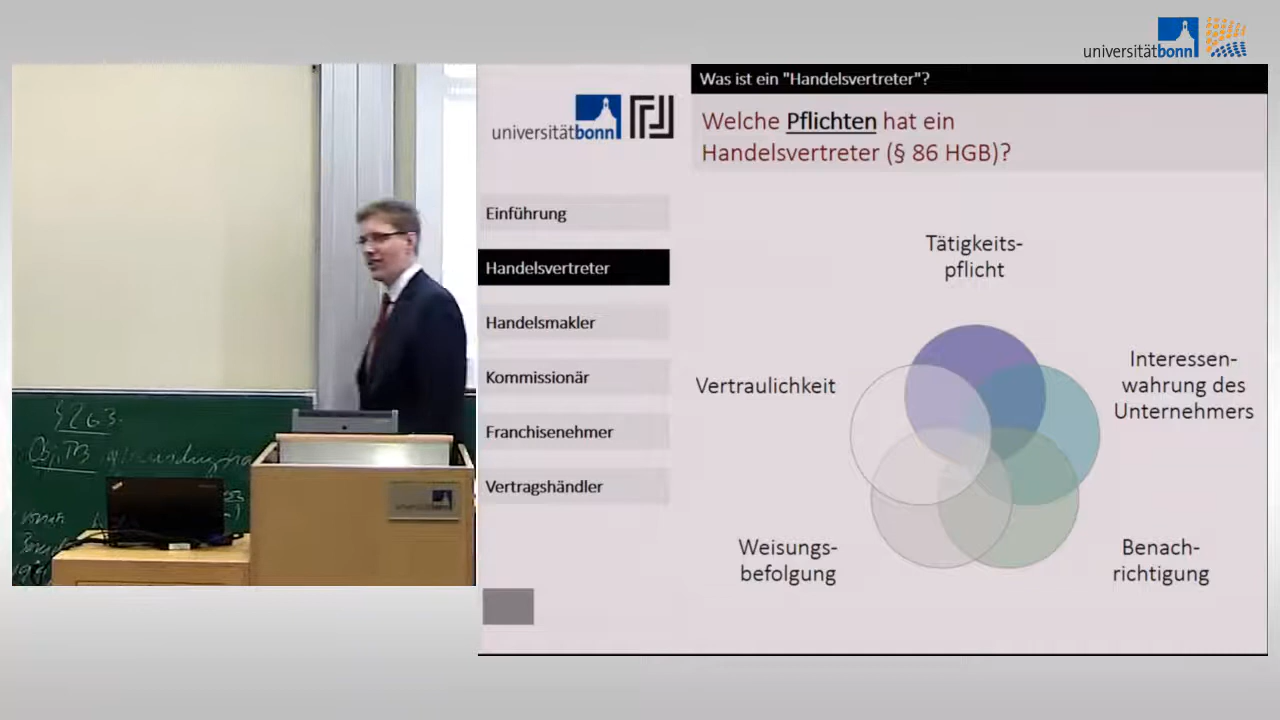 universitätbonn
Was ist ein "Handelsvertreter"?
universitätbonn
Welche Pflichten hat ein
Handelsvertreter (§ 86 HGB)?
Einführung
Handelsvertreter
Handelsmakler
Kommissionär
Franchisenehmer
Vertragshändler
Tätigkeits-
pflicht
Interessen-
wahrung des
Unternehmers
Benach-
richtigung
Weisungs-
befolgung
Vertraulichkeit